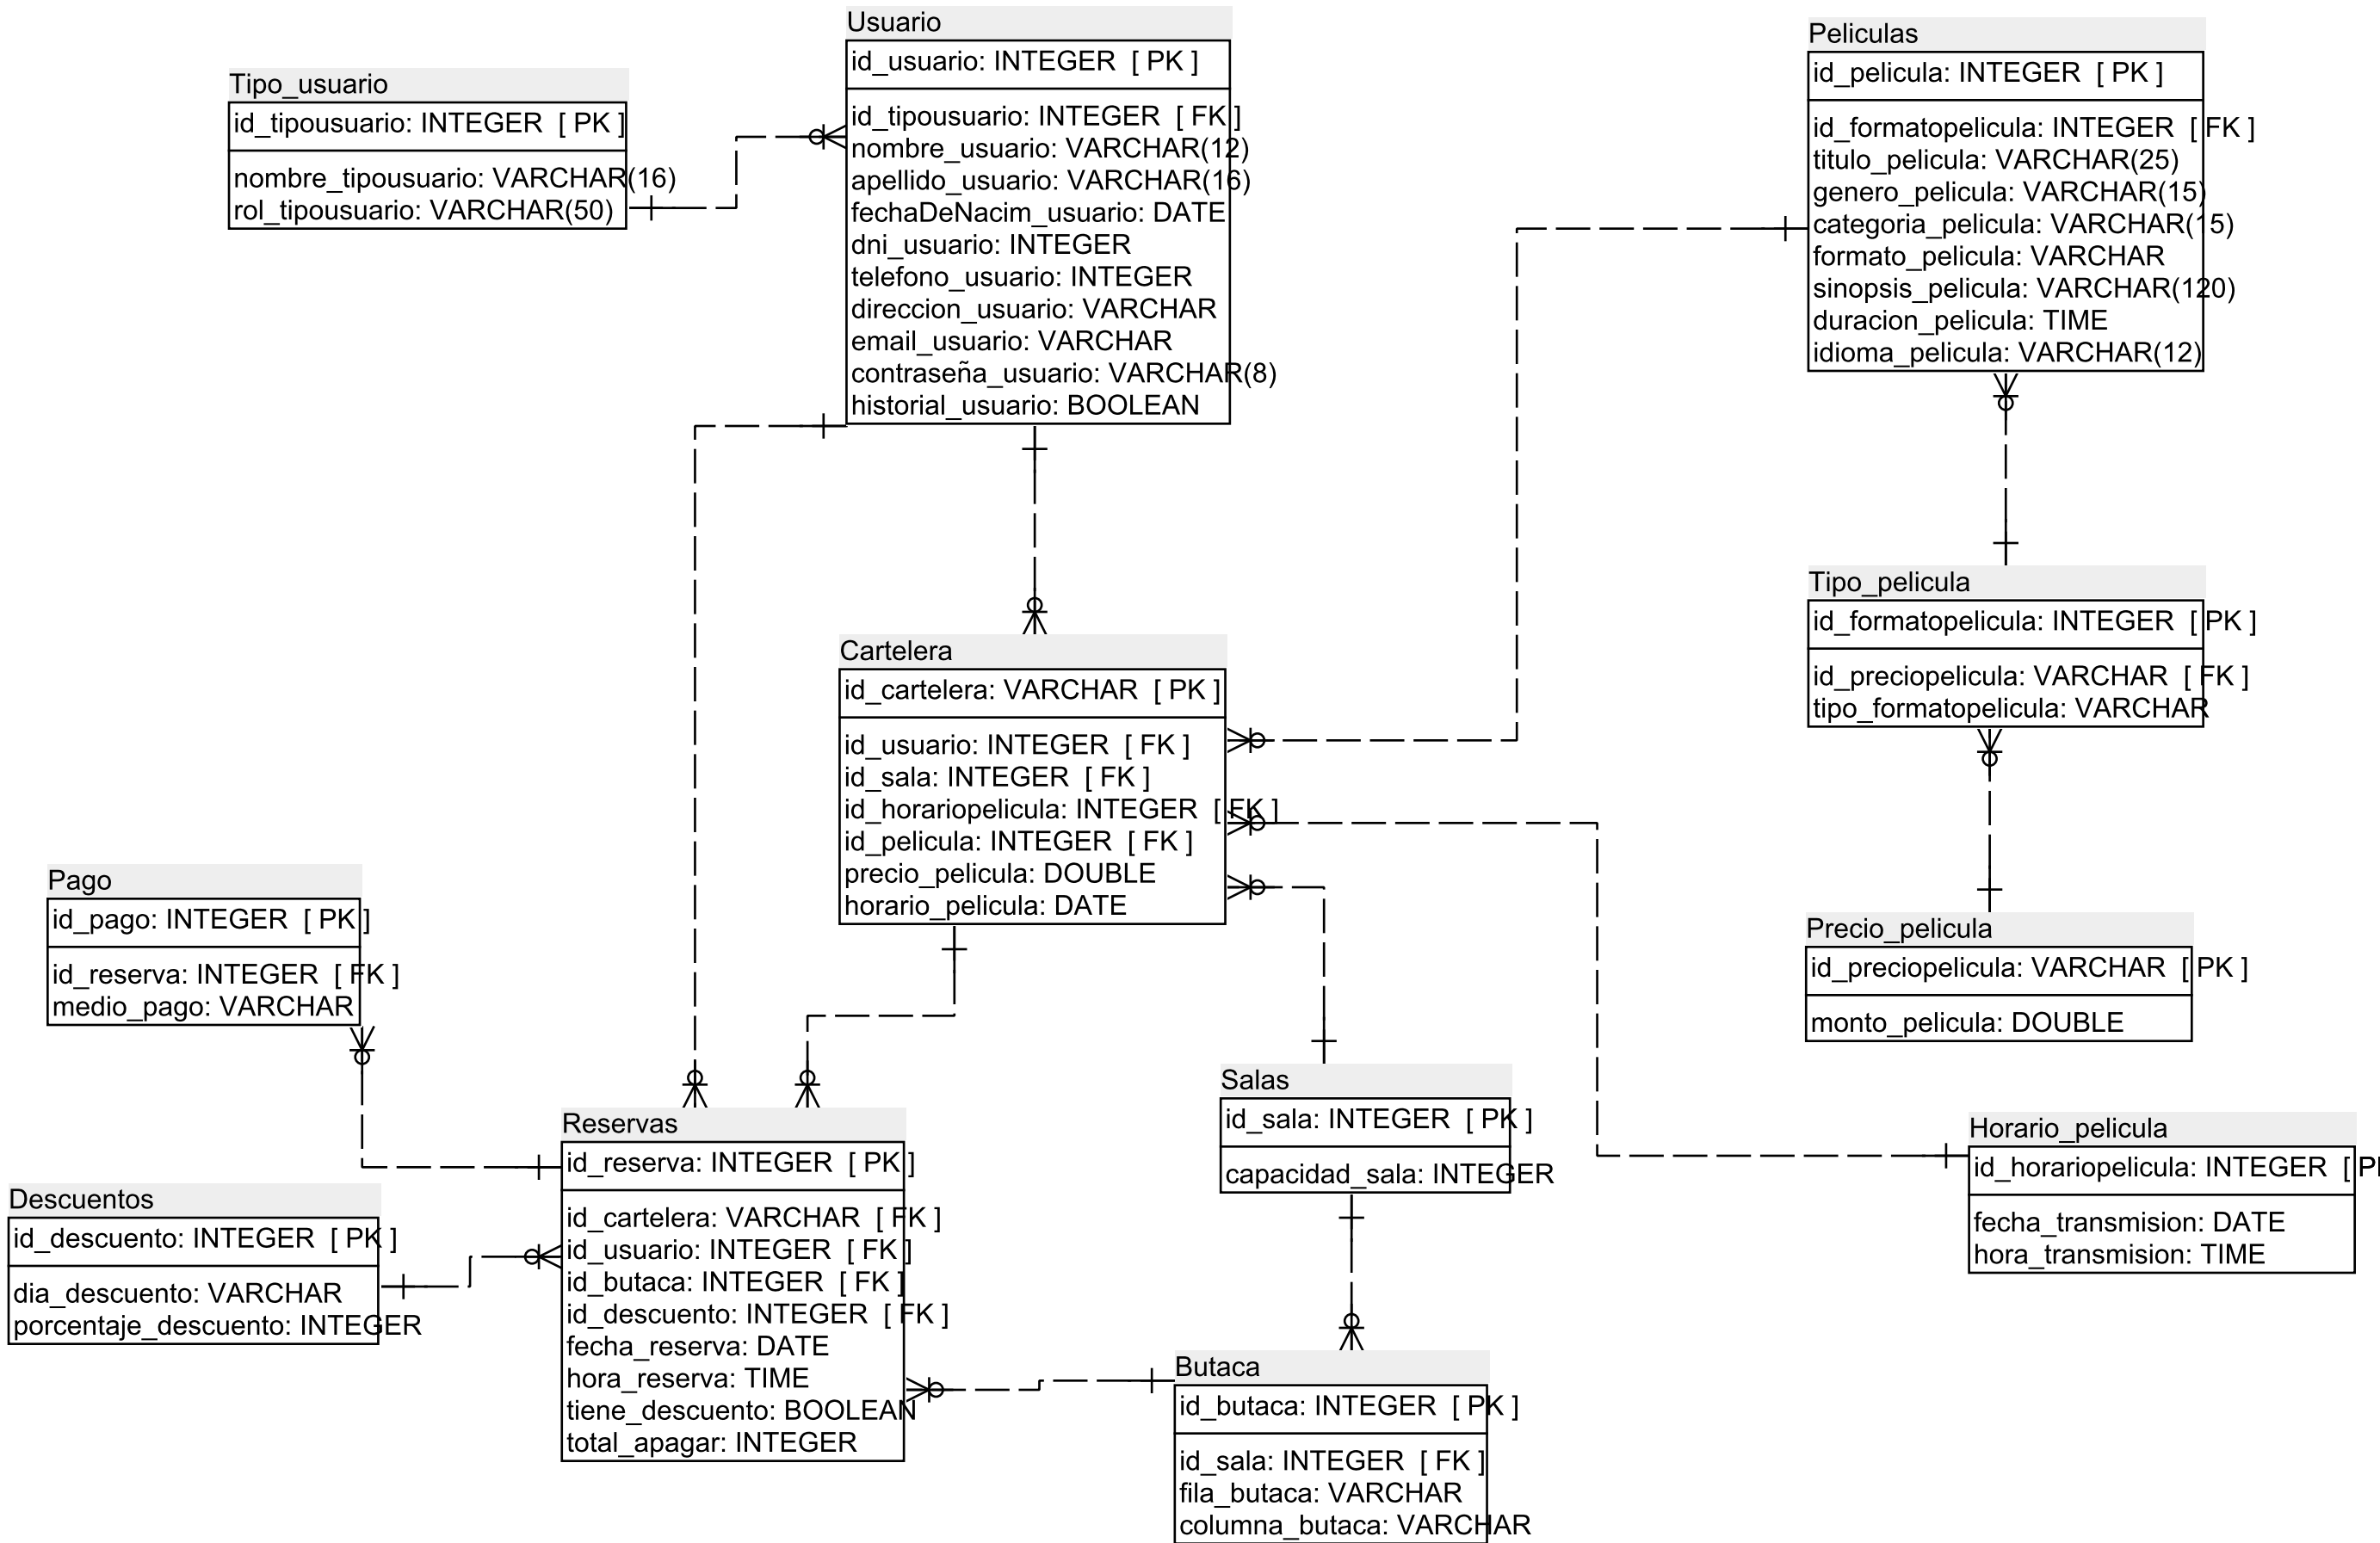 Usuario
id_usuario: INTEGER [ PK ]
id_tipousuario: INTEGER [ FK ]
nombre_usuario: VARCHAR(12)
apellido_usuario: VARCHAR(16)
fechaDeNacim_usuario: DATE
dni_usuario: INTEGER
telefono_usuario: INTEGER
direccion_usuario: VARCHAR
email_usuario: VARCHAR
contraseña_usuario: VARCHAR(8)
historial_usuario: BOOLEAN
Peliculas
id_pelicula: INTEGER [ PK ]
id_formatopelicula: INTEGER [ FK ]
titulo_pelicula: VARCHAR(25)
genero_pelicula: VARCHAR(15)
categoria_pelicula: VARCHAR(15)
formato_pelicula: VARCHAR
sinopsis_pelicula: VARCHAR(120)
duracion_pelicula: TIME
idioma_pelicula: VARCHAR(12)
Tipo_usuario
id_tipousuario: INTEGER [ PK ]
nombre_tipousuario: VARCHAR(16)
rol_tipousuario: VARCHAR(50)
Tipo_pelicula
id_formatopelicula: INTEGER [ PK ]
id_preciopelicula: VARCHAR [ FK ]
tipo_formatopelicula: VARCHAR
Cartelera
id_cartelera: VARCHAR [ PK ]
id_usuario: INTEGER [ FK ]
id_sala: INTEGER [ FK ]
id_horariopelicula: INTEGER [ FK ]
id_pelicula: INTEGER [ FK ]
precio_pelicula: DOUBLE
horario_pelicula: DATE
Pago
id_pago: INTEGER [ PK ]
id_reserva: INTEGER [ FK ]
medio_pago: VARCHAR
Precio_pelicula
id_preciopelicula: VARCHAR [ PK ]
monto_pelicula: DOUBLE
Salas
id_sala: INTEGER [ PK ]
capacidad_sala: INTEGER
Reservas
id_reserva: INTEGER [ PK ]
id_cartelera: VARCHAR [ FK ]
id_usuario: INTEGER [ FK ]
id_butaca: INTEGER [ FK ]
id_descuento: INTEGER [ FK ]
fecha_reserva: DATE
hora_reserva: TIME
tiene_descuento: BOOLEAN
total_apagar: INTEGER
Horario_pelicula
id_horariopelicula: INTEGER [
fecha_transmision: DATE
hora_transmision: TIME
Descuentos
id_descuento: INTEGER [ PK ]
dia_descuento: VARCHAR
porcentaje_descuento: INTEGER
Butaca
id_butaca: INTEGER [ PK ]
id_sala: INTEGER [ FK ]
fila_butaca: VARCHAR
columna_butaca: VARCHAR